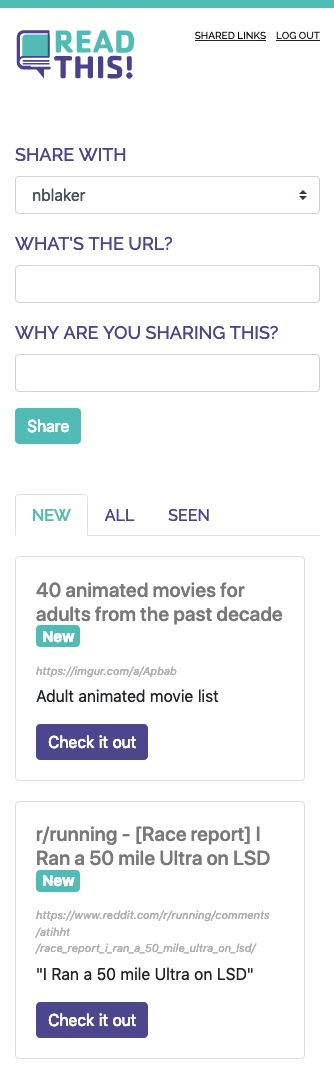 READ
THIS!
SHARED LINKS LOG OUT
SHARE WITH
nblaker
WHAT'S THE URL?
WHY ARE YOU SHARING THIS?
Share
NEW ALL SEEN
40 animated movies for
adults from the past decade
New
https://imgur.com/a/Apbab
Adult animated movie list
Check it out
r/running - [Race report] I
Ran a 50 mile Ultra on LSD
New
https://www.reddit.com/r/running/comments
/atihht
/race_report_i_ran_a_50_mile_ultra_on_lsd/
"I Ran a 50 mile Ultra on LSD"
Check it out